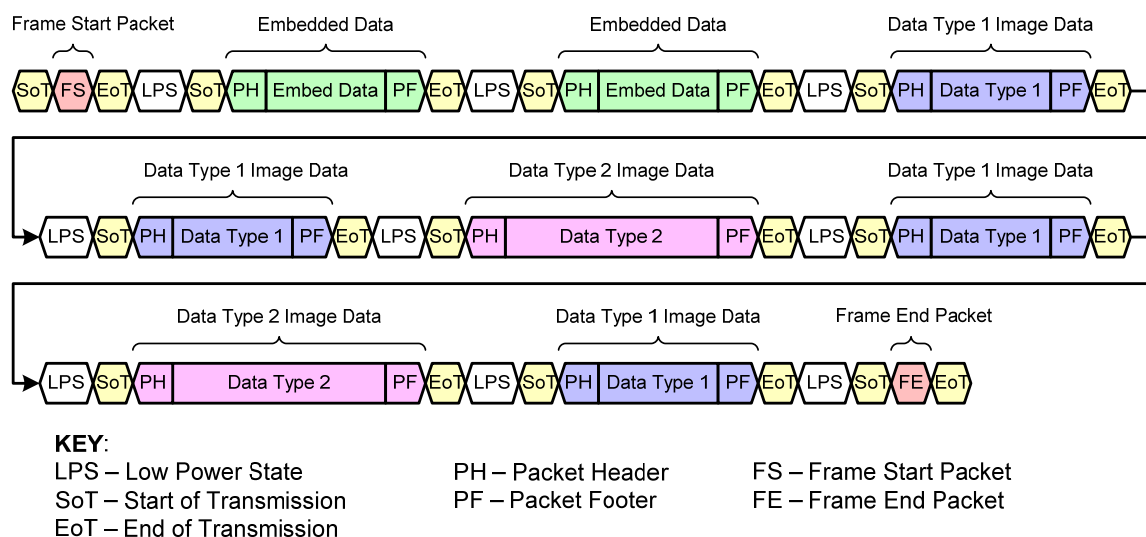 Frame Start Packet Embedded Data Embedded Data Data Type 1 Image Data
SoT FS EoT LPS SoT PH Embed Data PF EoT LPS SoT PH Embed Data PF EoT LPS SoT PH Data Type 1 PF EoT
Data Type 1 Image Data Data Type 2 Image Data Data Type 1 Image Data
LPS SoT PH Data Type 1 PF EoT LPS SoT PH Data Type 2 PF EoT LPS SoT PH Data Type 1 PF EoT
Data Type 2 Image Data Data Type 1 Image Data Frame End Packet
LPS SoT PH Data Type 2 PF EoT LPS SoT PH Data Type 1 PF EoT LPS SoT FE EoT
KEY:
LPS – Low Power State PH – Packet Header FS – Frame Start Packet
SoT – Start of Transmission PF – Packet Footer FE – Frame End Packet
EoT – End of Transmission